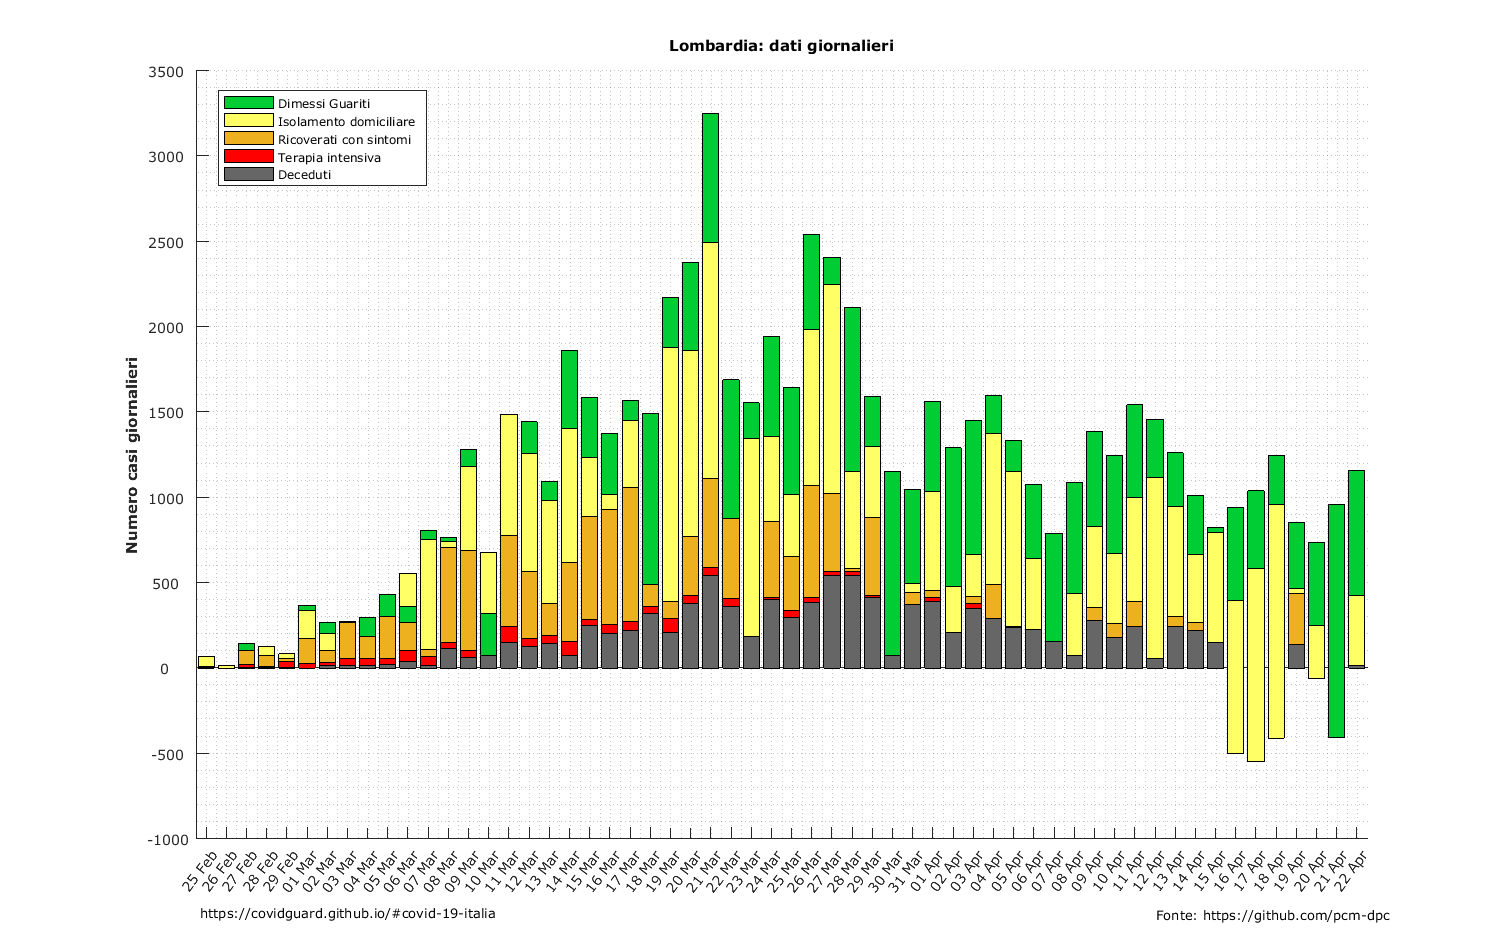 Lombardia: dati giornalieri
3500
3000
2500
2000
1500
1000
500
0
-500
-1000
Numero casi giornalieri
Dimessi Guariti
Isolamento domiciliare
Ricoverati con sintomi
Terapia intensiva
Deceduti
25 Feb
26 Feb
27 Feb
28 Feb
29 Feb
01 Mar
02 Mar
03 Mar
04 Mar
05 Mar
06 Mar
07 Mar
08 Mar
09 Mar
10 Mar
11 Mar
12 Mar
13 Mar
14 Mar
15 Mar
16 Mar
17 Mar
18 Mar
19 Mar
20 Mar
21 Mar
22 Mar
23 Mar
24 Mar
25 Mar
26 Mar
27 Mar
28 Mar
29 Mar
30 Mar
31 Mar
01 Apr
02 Apr
03 Apr
04 Apr
05 Apr
06 Apr
07 Apr
08 Apr
09 Apr
10 Apr
11 Apr
12 Apr
13 Apr
14 Apr
15 Apr
16 Apr
17 Apr
18 Apr
19 Apr
20 Apr
21 Apr
22 Apr
https://covidguard.github.io/#covid-19-italia
Fonte: https://github.com/pcm-dpc